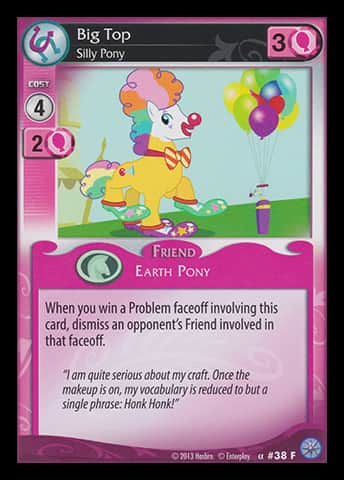 Big Top
Silly Pony
3
COST
4
2
FRIEND
EARTH PONY
When you win a Problem faceoff involving this
card, dismiss an opponent's Friend involved in
that faceoff.
"I am quite serious about my craft. Once the
makeup is on, my vocabulary is reduced to but a
single phrase: Honk Honk!"
© 2013 Hasbro. © Enterplay. α #38 F